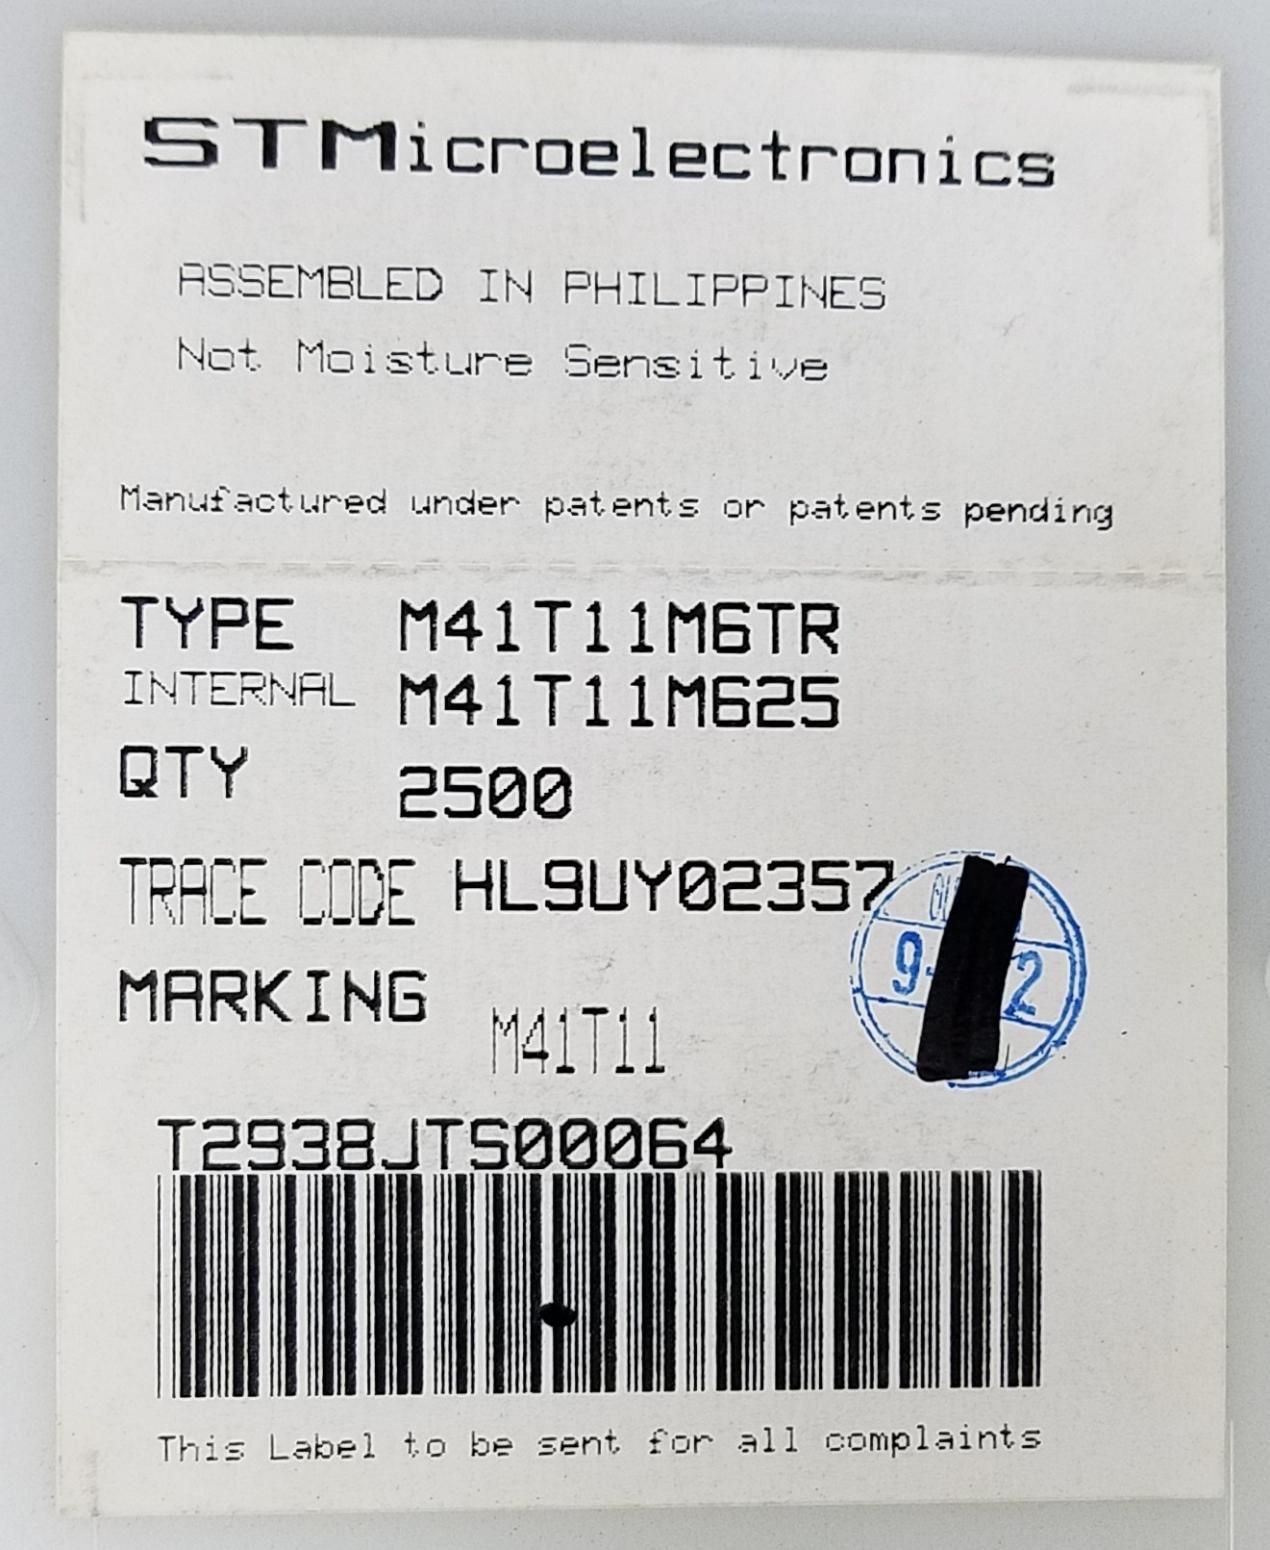 STMicroelectronics
ASSEMBLED IN PHILIPPINES
Not Moisture Sensitive
Manufactured under patents or patents pending
TYPE M41T11M6TR
INTERNAL M41T11M625
QTY 2500
TRACE CODE HL9UY02357
MARKING M41T11
T2938JTS00064
This Label to be sent for all complaints